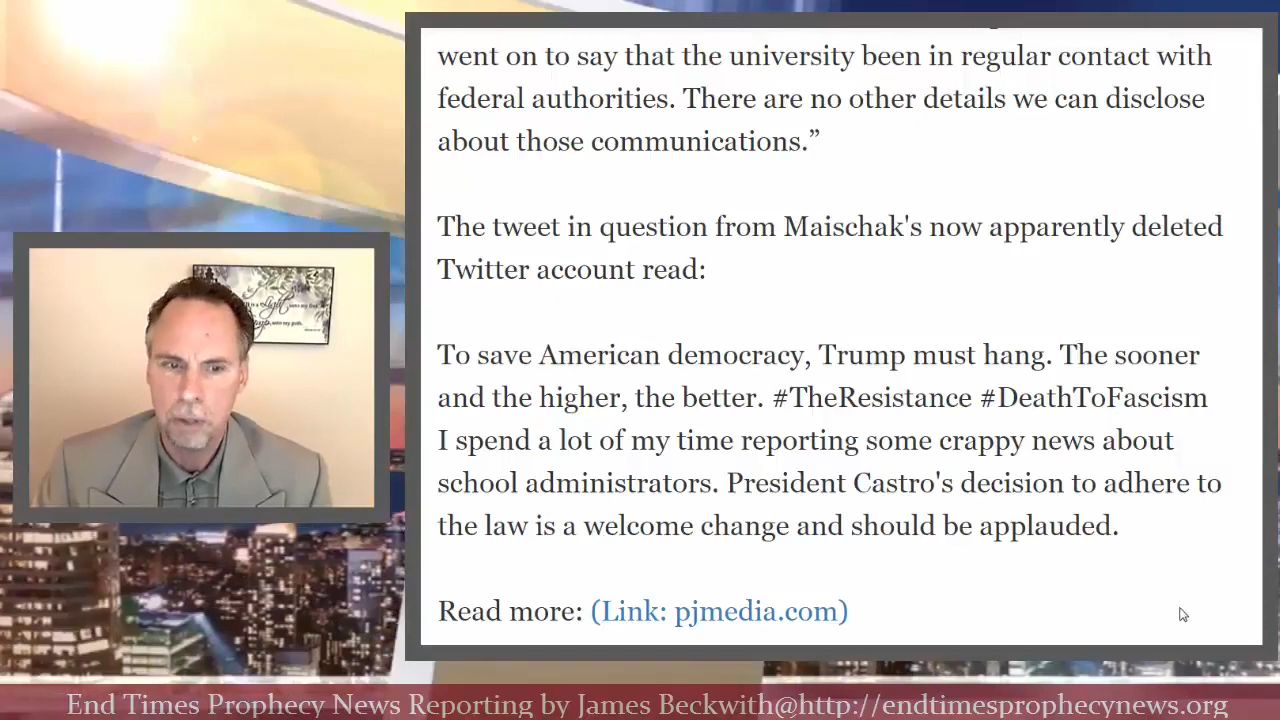 went on to say that the university been in regular contact with
federal authorities. There are no other details we can disclose
about those communications.”
The tweet in question from Maischak's now apparently deleted
Twitter account read:
To save American democracy, Trump must hang. The sooner
and the higher, the better. #TheResistance #DeathToFascism
I spend a lot of my time reporting some crappy news about
school administrators. President Castro's decision to adhere to
the law is a welcome change and should be applauded.
Read more: (Link: pjmedia.com)
Light
End Times Prophecy News Reporting by James Beckwith@http://endtimesprophecynews.org